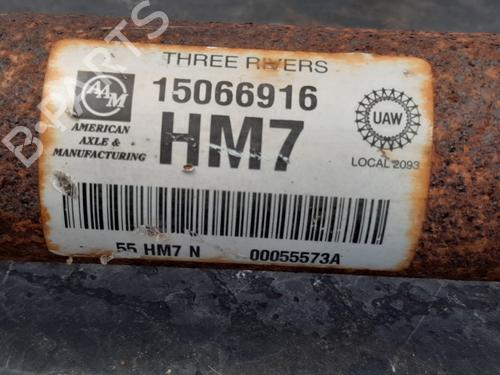 THREE RIVERS
AAM
15066916
UAW
AMERICAN
AXLE &
MANUFACTURING
HM7
LOCAL 2093
55 HM7 N 00055573A
B-PARTS